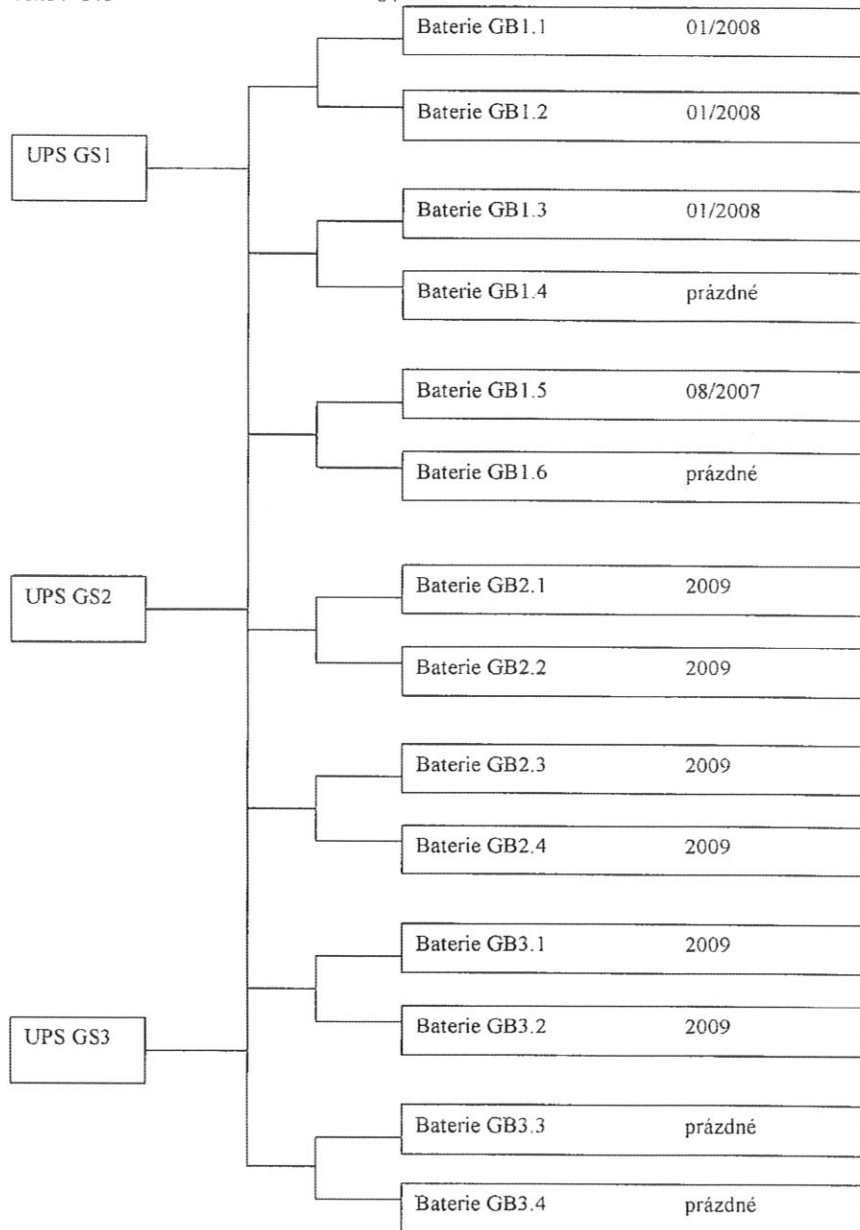 Baterie GB1.1 01/2008
Baterie GB1.2 01/2008
UPS GS1
Baterie GB1.3 01/2008
Baterie GB1.4 prázdné
Baterie GB1.5 08/2007
Baterie GB1.6 prázdné
Baterie GB2.1 2009
UPS GS2
Baterie GB2.2 2009
Baterie GB2.3 2009
Baterie GB2.4 2009
Baterie GB3.1 2009
Baterie GB3.2 2009
UPS GS3
Baterie GB3.3 prázdné
Baterie GB3.4 prázdné